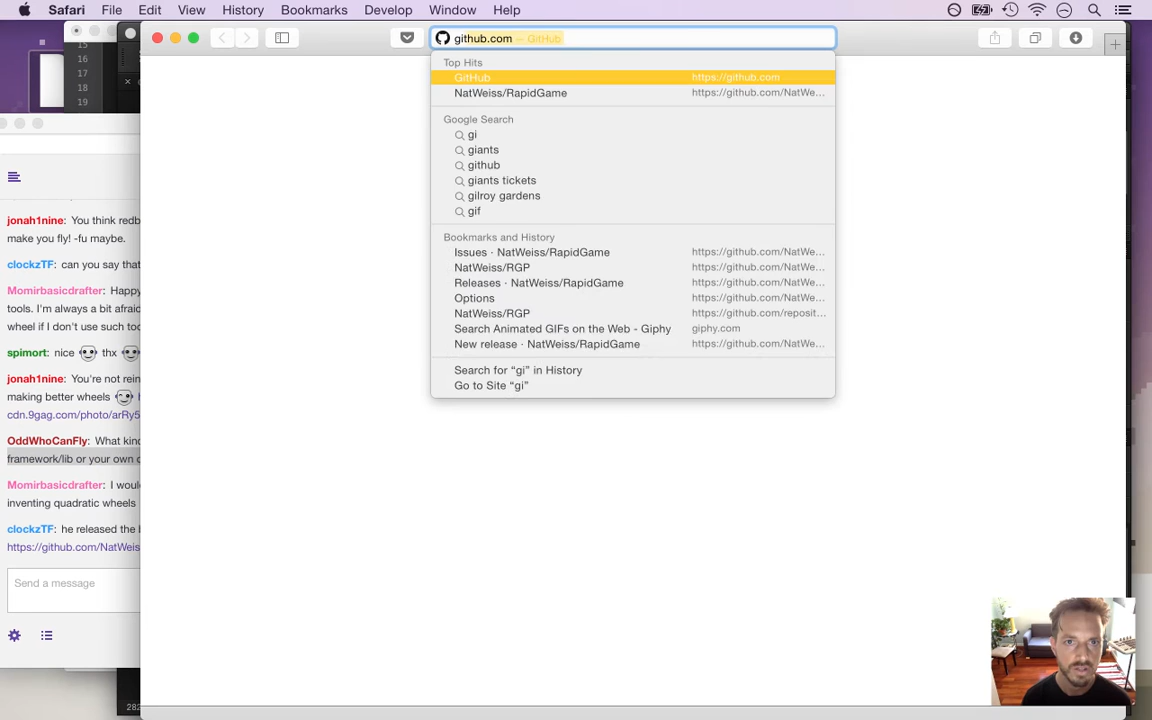 Safari File Edit View History Bookmarks Develop Window Help
15
16
17
18
19
github.com — GitHub
Top Hits
GitHub https://github.com
NatWeiss/RapidGame https://github.com/NatWe...
Google Search
gi
giants
github
giants tickets
gilroy gardens
gif
Bookmarks and History
Issues · NatWeiss/RapidGame https://github.com/NatWe...
NatWeiss/RGP https://github.com/NatWe...
Releases · NatWeiss/RapidGame https://github.com/NatWe...
Options https://github.com/NatWe...
NatWeiss/RGP https://github.com/reposit...
Search Animated GIFs on the Web - Giphy giphy.com
New release · NatWeiss/RapidGame https://github.com/NatWe...
Search for “gi” in History
Go to Site “gi”
jonah1nine: You think redb
make you fly! -fu maybe.
clockzTF: can you say that
Momirbasicdrafter: Happy
tools. I'm always a bit afraid
wheel if I don't use such too
spimort: nice thx
jonah1nine: You're not rein
making better wheels
cdn.9gag.com/photo/arRy5
OddWhoCanFly: What kind
framework/lib or your own
Momirbasicdrafter: I woul
inventing quadratic wheels
clockzTF: he released the
https://github.com/NatWeis
Send a message
282